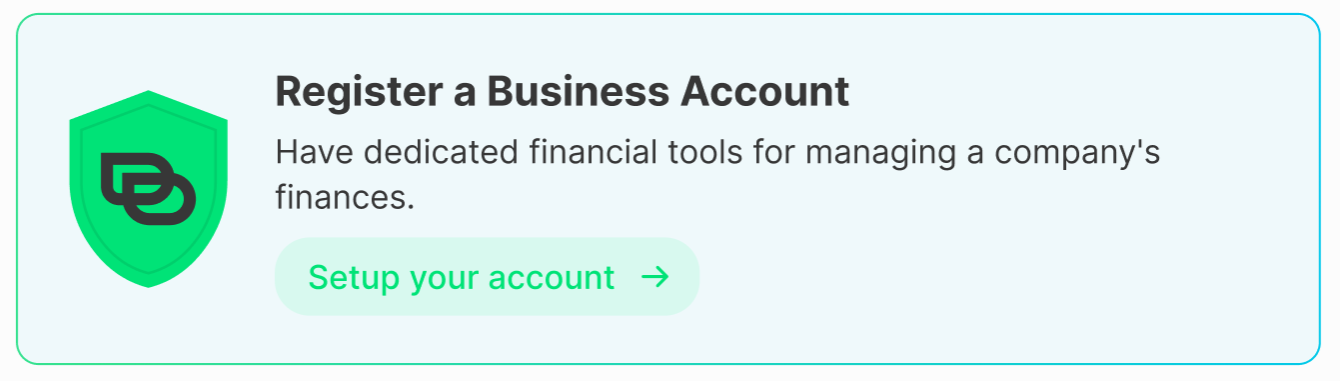 Register a Business Account
Have dedicated financial tools for managing a company's
finances.
Setup your account →